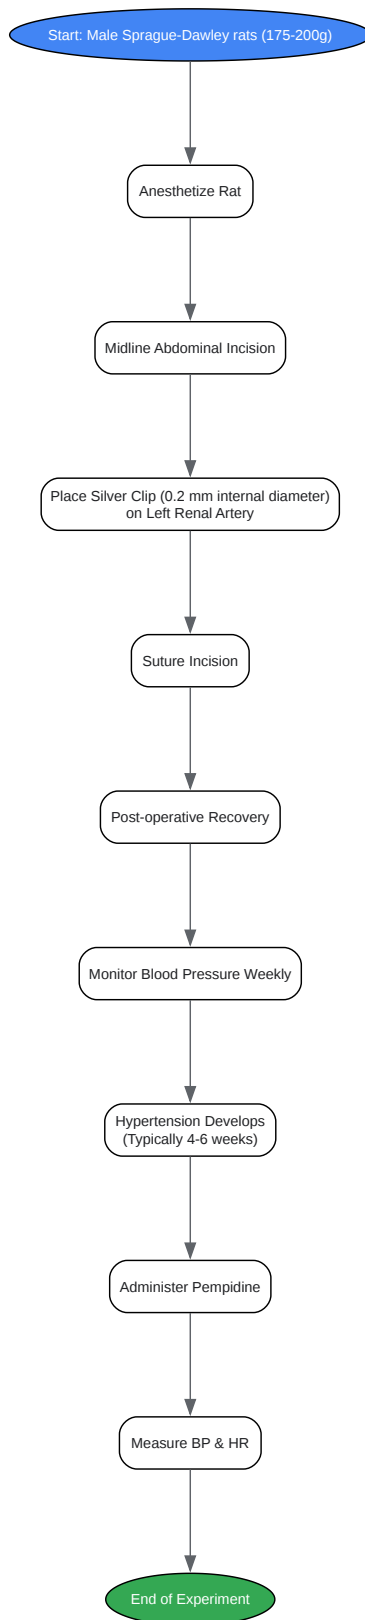 Start: Male Sprague-Dawley rats (175-200g)
Anesthetize Rat
Midline Abdominal Incision
Place Silver Clip (0.2 mm internal diameter)
on Left Renal Artery
Suture Incision
Post-operative Recovery
Monitor Blood Pressure Weekly
Hypertension Develops
(Typically 4-6 weeks)
Administer Pempidine
Measure BP & HR
End of Experiment